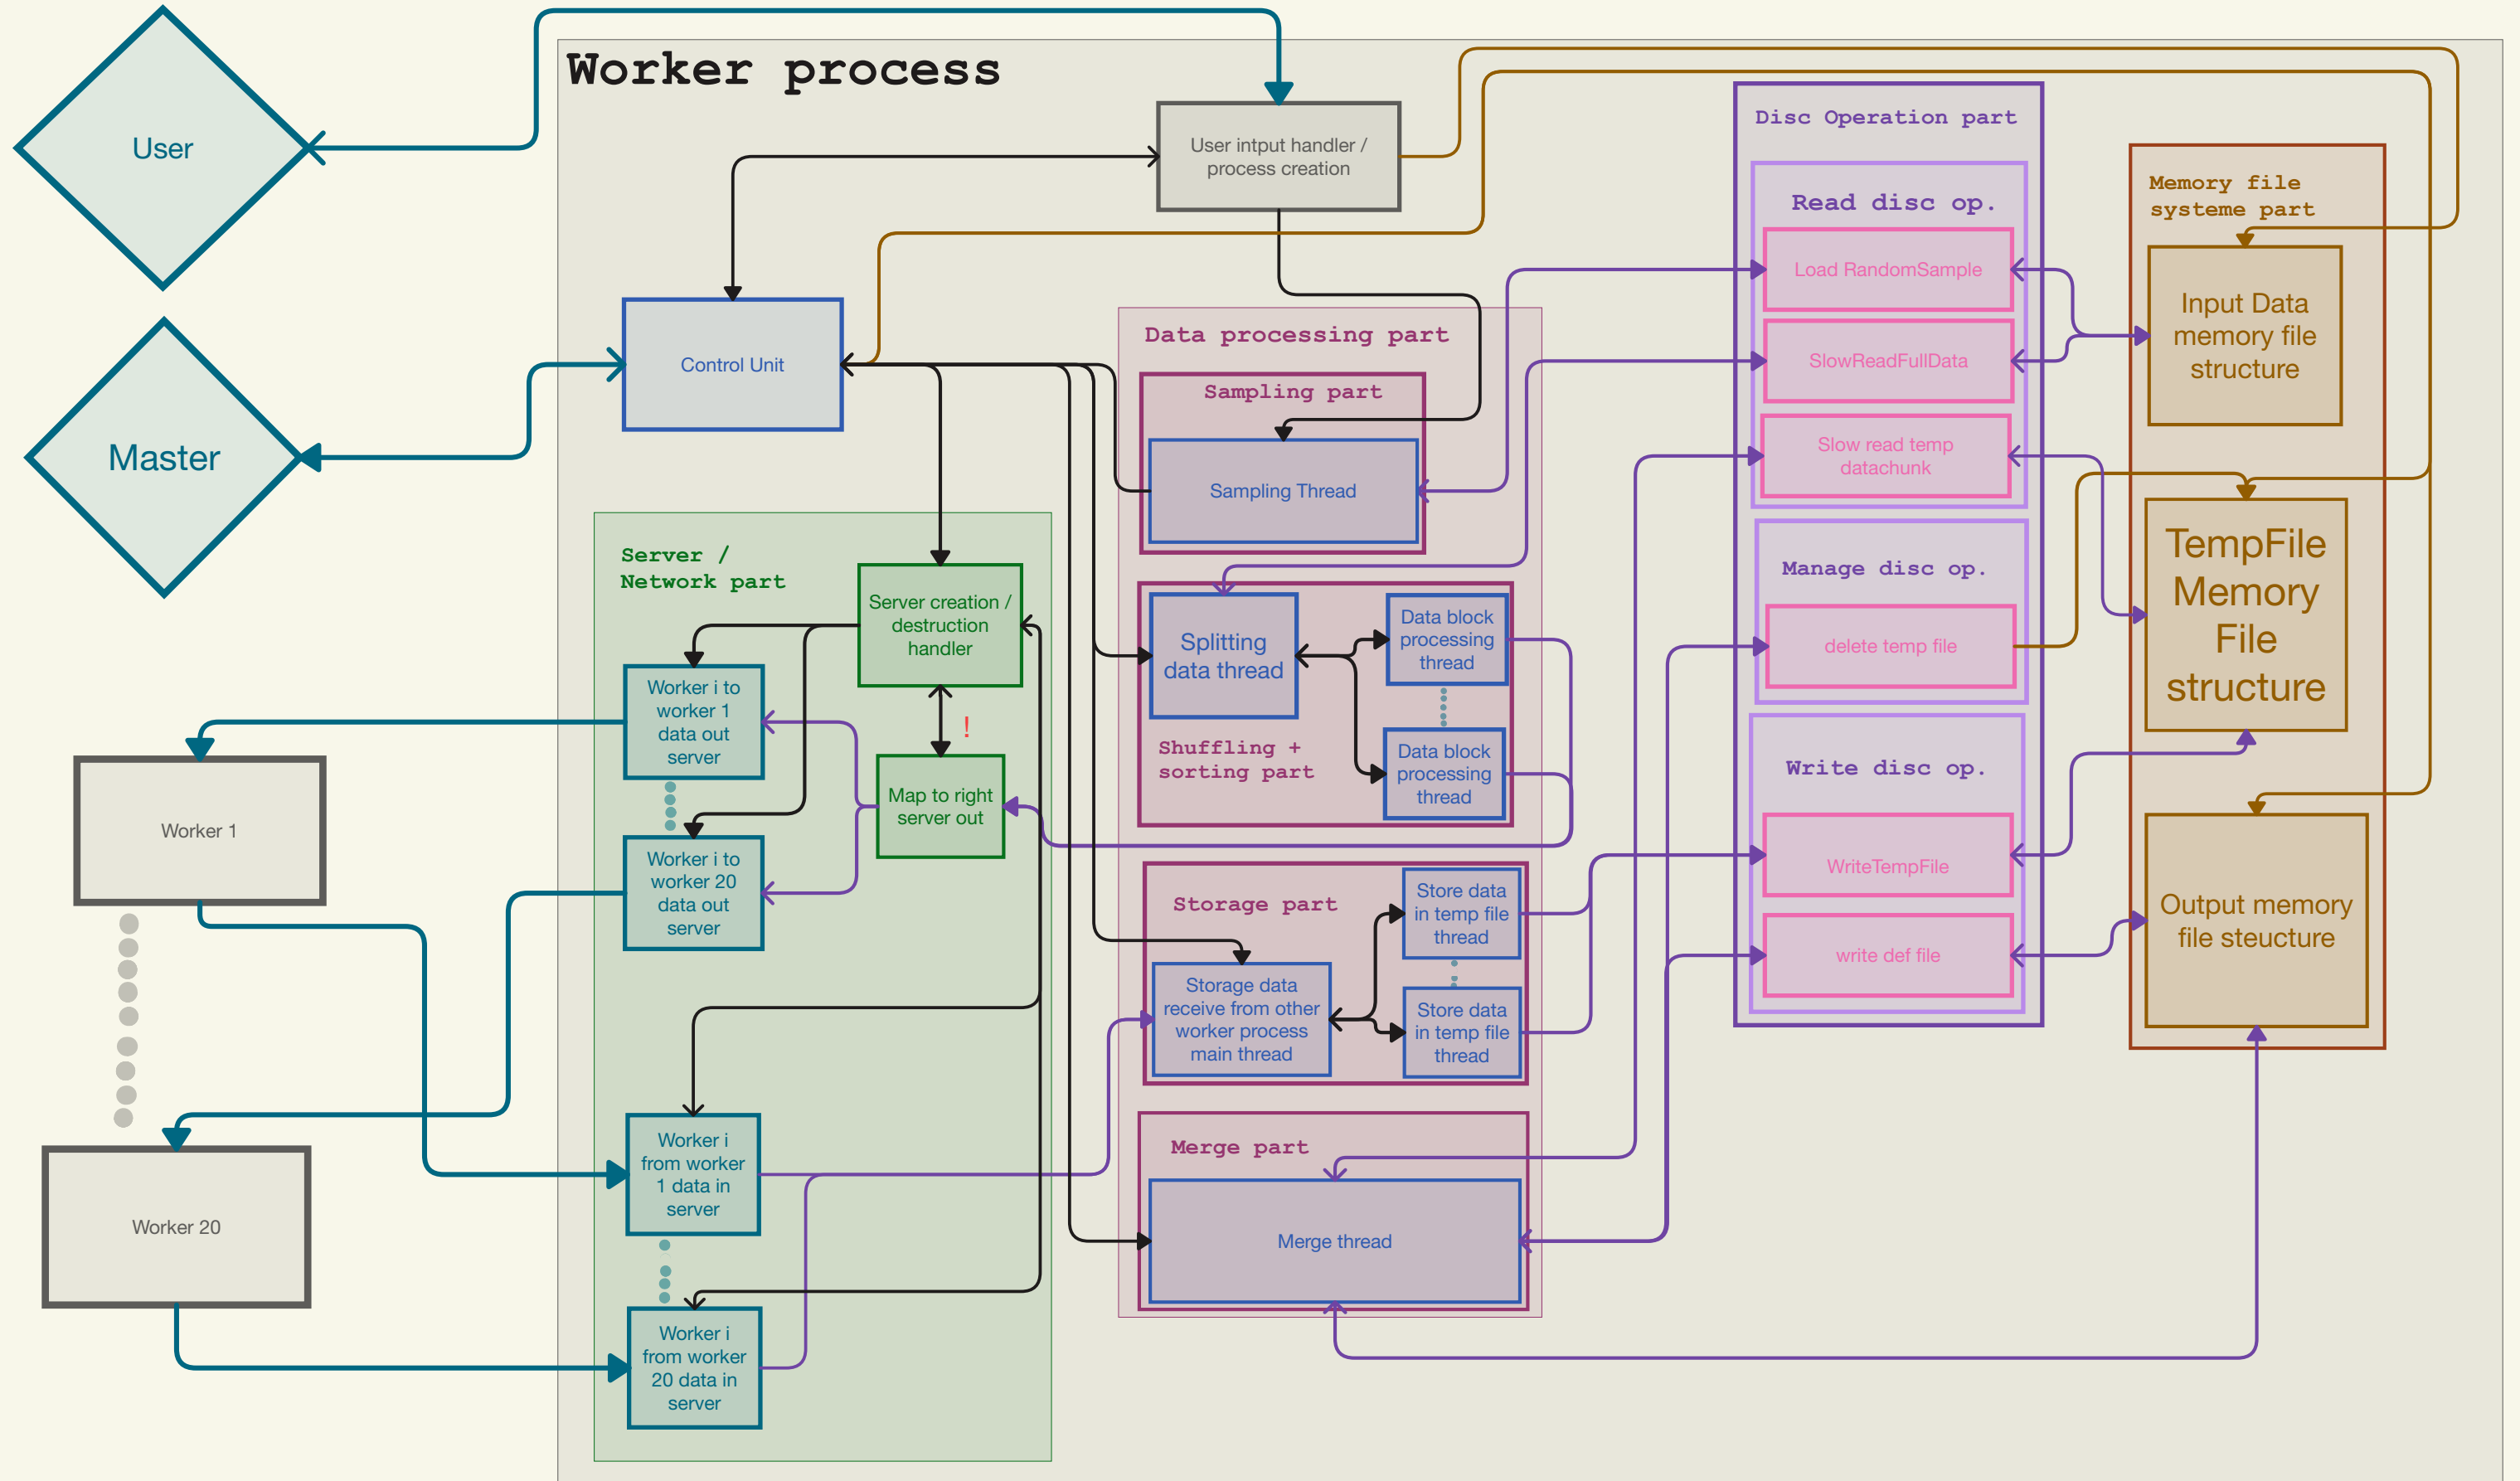 Worker process
User
User intput handler /
process creation
Master
Control Unit
Server /
Network part
Server creation /
destruction
handler
Worker i to
worker 1
data out
server
!
Map to right
server out
Worker i to
worker 20
data out
server
Worker 1
Worker 20
Worker i
from worker
1 data in
server
Worker i
from worker
20 data in
server
Data processing part
Sampling part
Sampling Thread
Splitting
data thread
Data block
processing
thread
Data block
processing
thread
Shuffling +
sorting part
Storage part
Store data
in temp file
thread
Storage data
receive from other
worker process
main thread
Store data
in temp file
thread
Merge part
Merge thread
Disc Operation part
Read disc op.
Load RandomSample
SlowReadFullData
Slow read temp
datachunk
Manage disc op.
delete temp file
Write disc op.
WriteTempFile
write def file
Memory file
systeme part
Input Data
memory file
structure
TempFile
Memory
File
structure
Output memory
file steucture